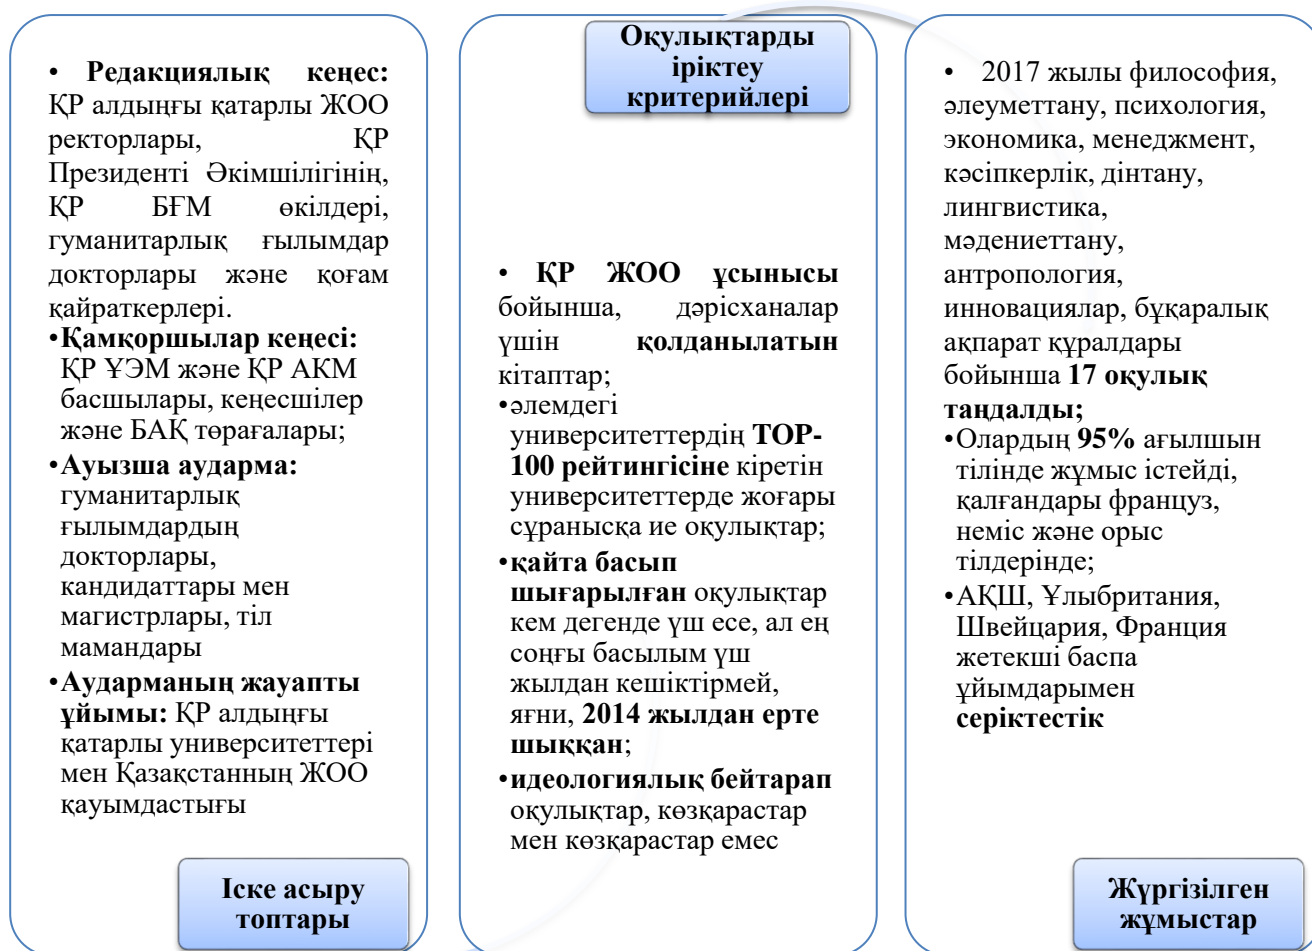 • Редакциялық кеңес:
ҚР алдыңғы қатарлы ЖОО
ректорлары, ҚР
Президенті Әкімшілігінің,
ҚР БҒМ өкілдері,
гуманитарлық ғылымдар
докторлары және қоғам
қайраткерлері.
•Қамқоршылар кеңесі:
ҚР ҰЭМ және ҚР АКМ
басшылары, кеңесшілер
және БАҚ төрағалары;
•Ауызша аударма:
гуманитарлық
ғылымдардың
докторлары,
кандидаттары мен
магистрлары, тіл
мамандары
•Аударманың жауапты
ұйымы: ҚР алдыңғы
қатарлы университеттері
мен Қазақстанның ЖОО
қауымдастығы
Іске асыру
топтары
Оқулықтарды
іріктеу
критерийлері
• ҚР ЖОО ұсынысы
бойынша, дәрісханалар
үшін қолданылатын
кітаптар;
•әлемдегі
университеттердің TOP-
100 рейтингісіне кіретін
университеттерде жоғары
сұранысқа ие оқулықтар;
•қайта басып
шығарылған оқулықтар
кем дегенде үш есе, ал ең
соңғы басылым үш
жылдан кешіктірмей,
яғни, 2014 жылдан ерте
шыққан;
•идеологиялық бейтарап
оқулықтар, көзқарастар
мен көзқарастар емес
• 2017 жылы философия,
әлеуметтану, психология,
экономика, менеджмент,
кәсіпкерлік, дінтану,
лингвистика,
мәдениеттану,
антропология,
инновациялар, бұқаралық
ақпарат құралдары
бойынша 17 оқулық
таңдалды;
•Олардың 95% ағылшын
тілінде жұмыс істейді,
қалғандары француз,
неміс және орыс
тілдерінде;
•АҚШ, Ұлыбритания,
Швейцария, Франция
жетекші баспа
ұйымдарымен
серіктестік
Жүргізілген
жұмыстар